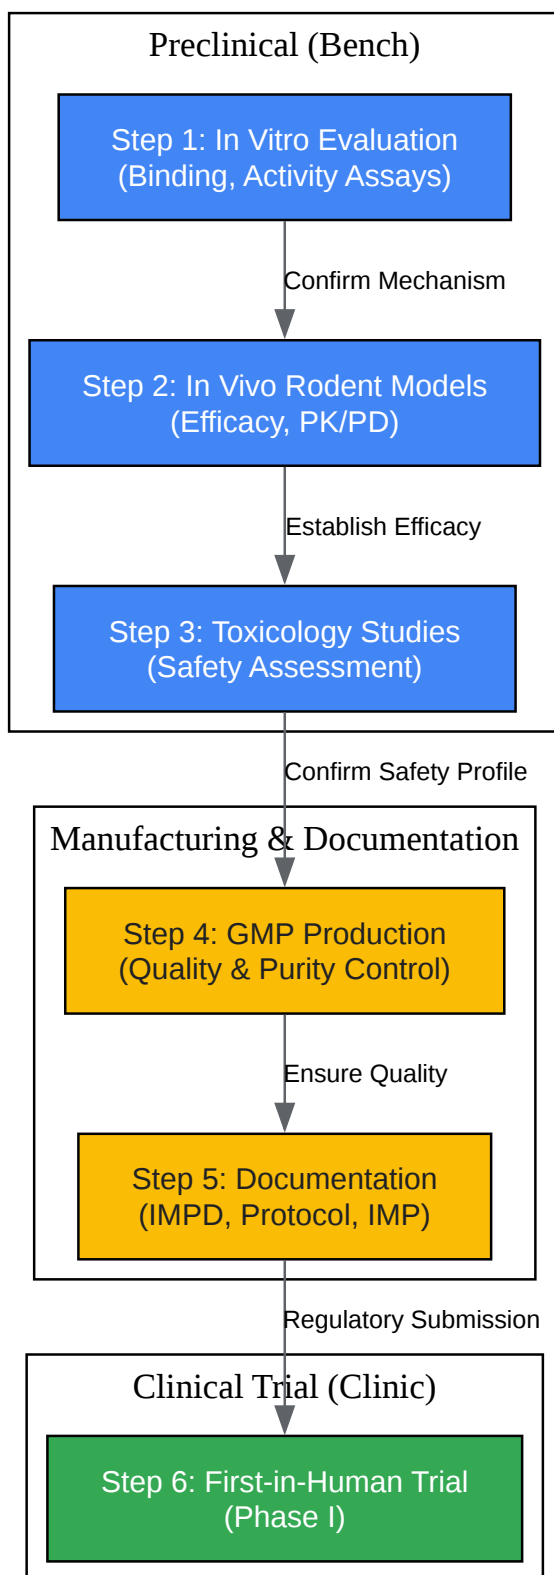 Preclinical (Bench)
Step 1: In Vitro Evaluation
(Binding, Activity Assays)
Confirm Mechanism
Step 2: In Vivo Rodent Models
(Efficacy, PK/PD)
Establish Efficacy
Step 3: Toxicology Studies
(Safety Assessment)
Confirm Safety Profile
Manufacturing & Documentation
Step 4: GMP Production
(Quality & Purity Control)
Ensure Quality
Step 5: Documentation
(IMPD, Protocol, IMP)
Regulatory Submission
Clinical Trial (Clinic)
Step 6: First-in-Human Trial
(Phase I)